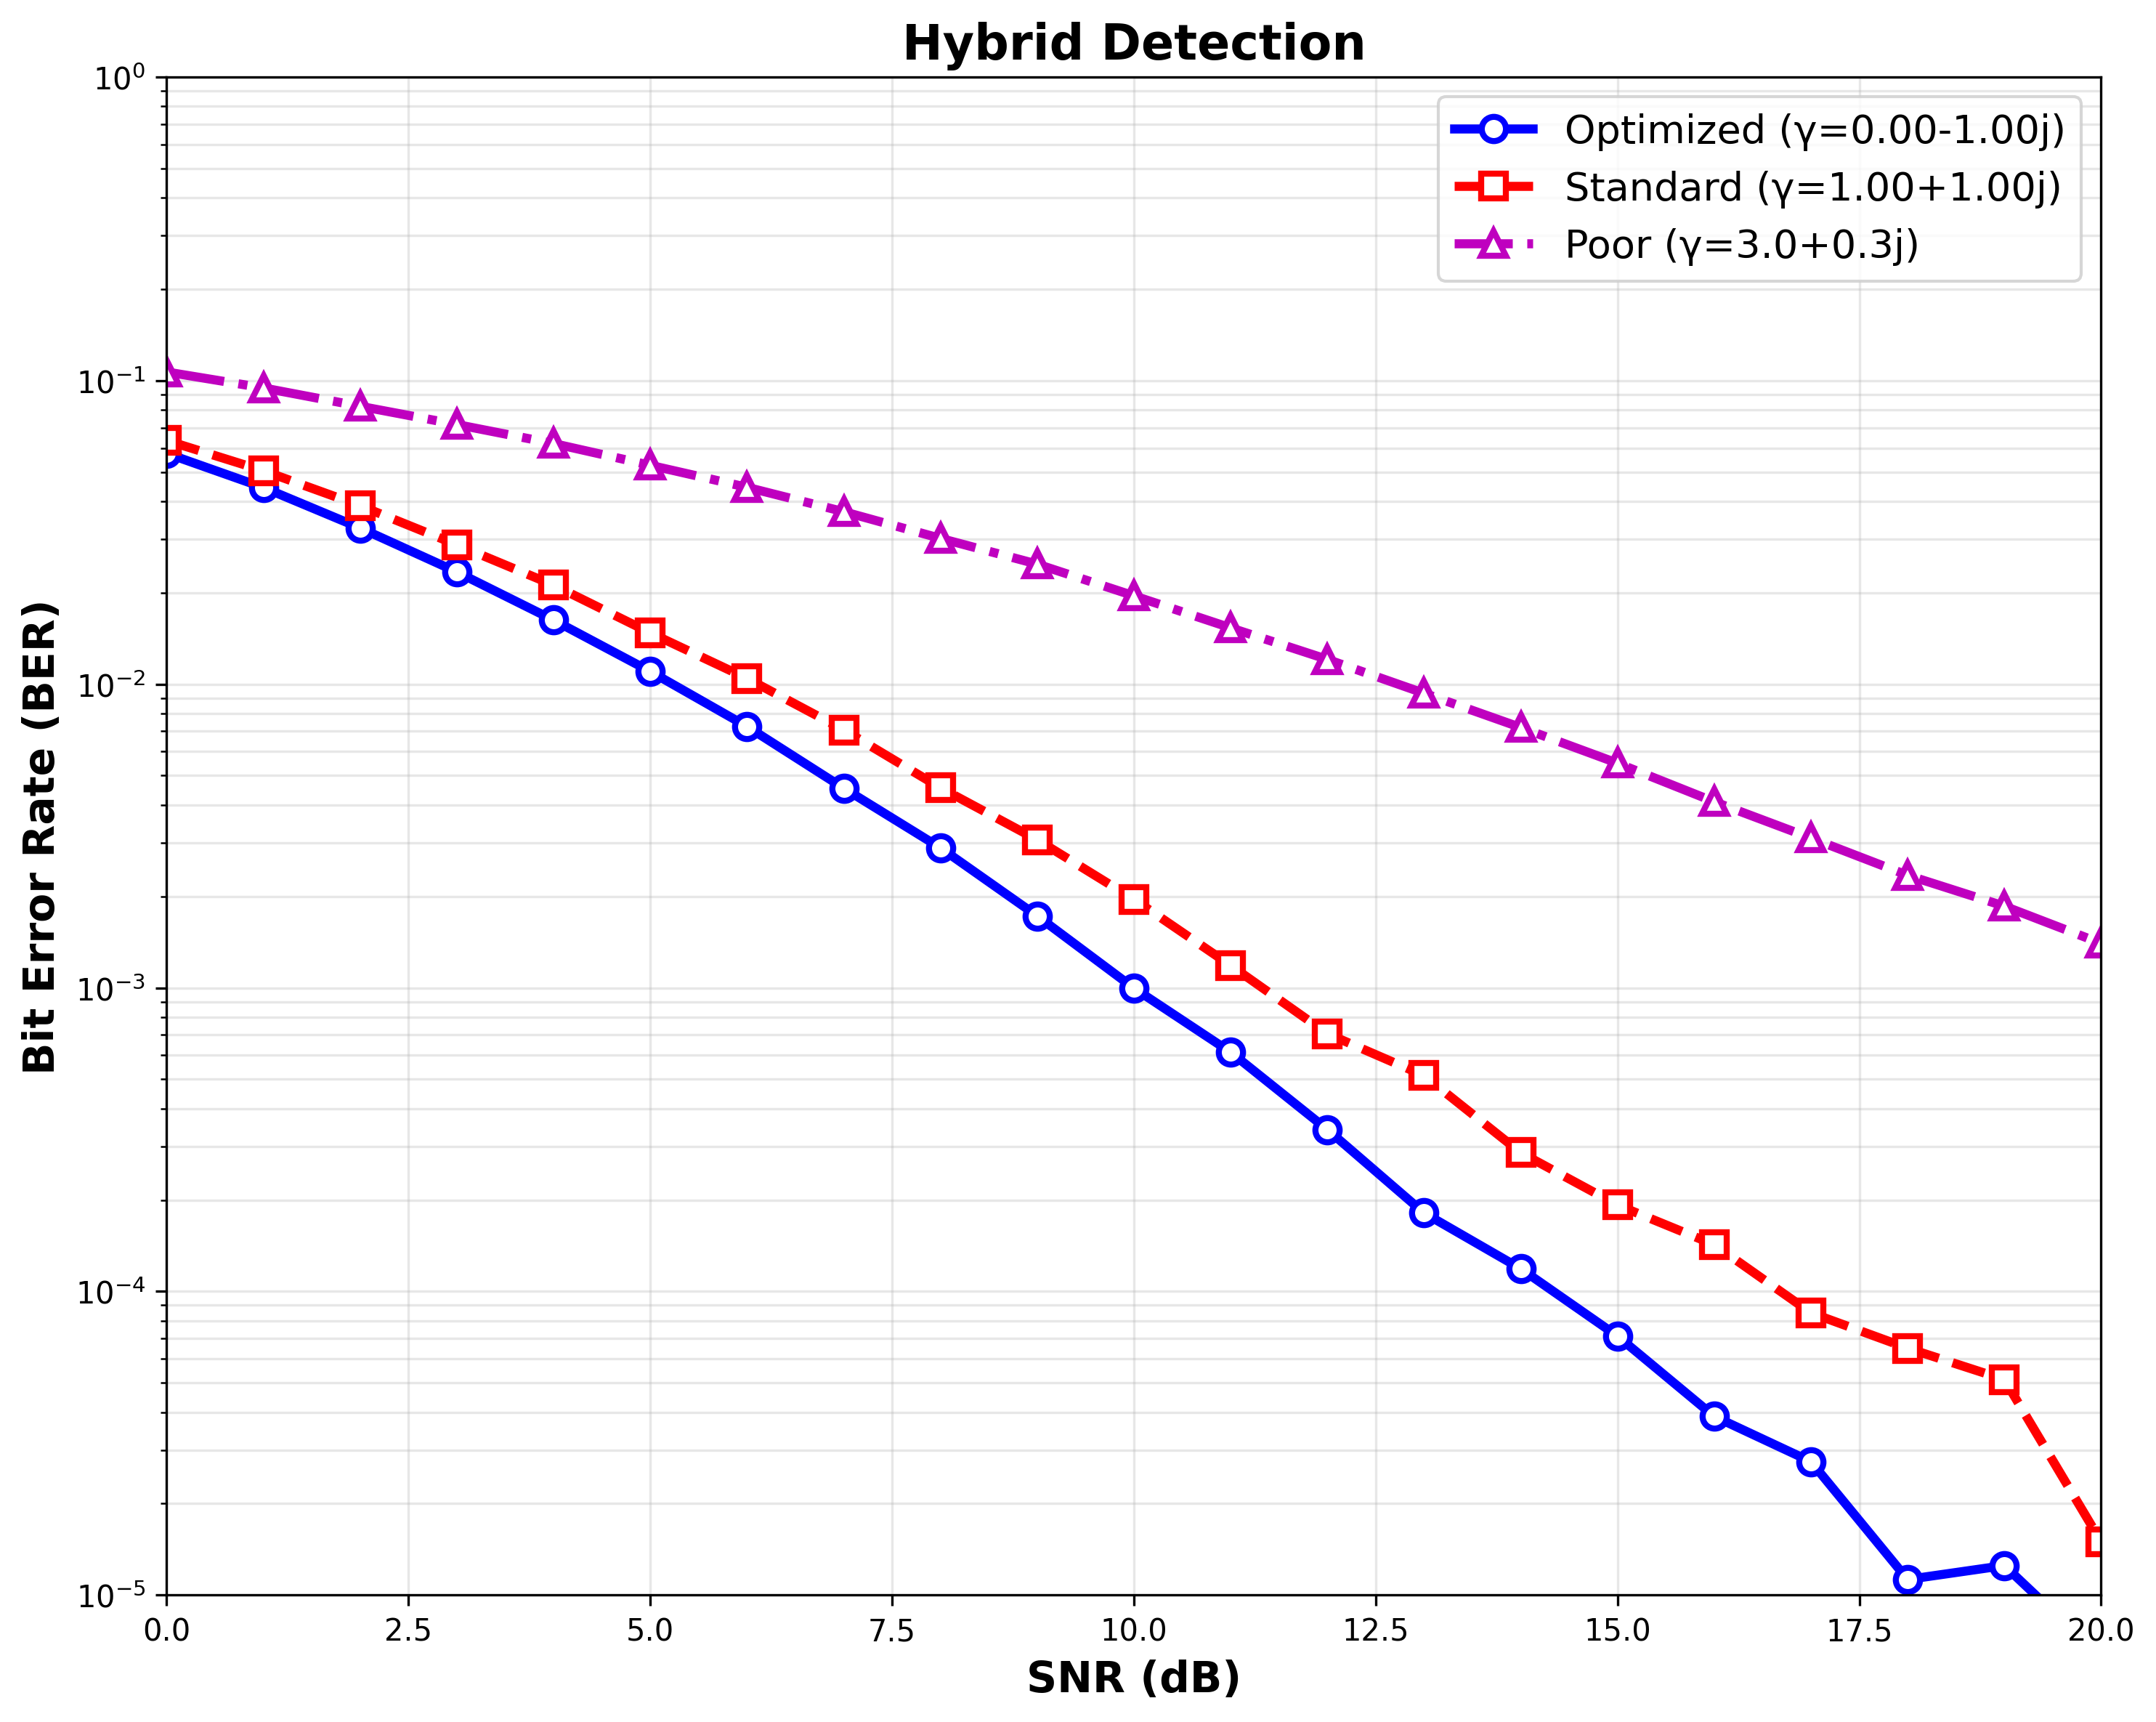 Hybrid Detection
Optimized (γ=0.00-1.00j)
Standard (γ=1.00+1.00j)
Poor (γ=3.0+0.3j)
Bit Error Rate (BER)
10⁰
10⁻¹
10⁻²
10⁻³
10⁻⁴
10⁻⁵
0.0 2.5 5.0 7.5 10.0 12.5 15.0 17.5 20.0
SNR (dB)